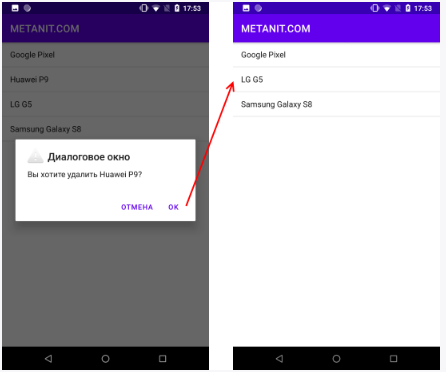 17:53
METANIT.COM
Google Pixel
Huawei P9
LG G5
Samsung Galaxy S8
Диалоговое окно
Вы хотите удалить Huawei P9?
ОТМЕНА OK
17:53
METANIT.COM
Google Pixel
LG G5
Samsung Galaxy S8